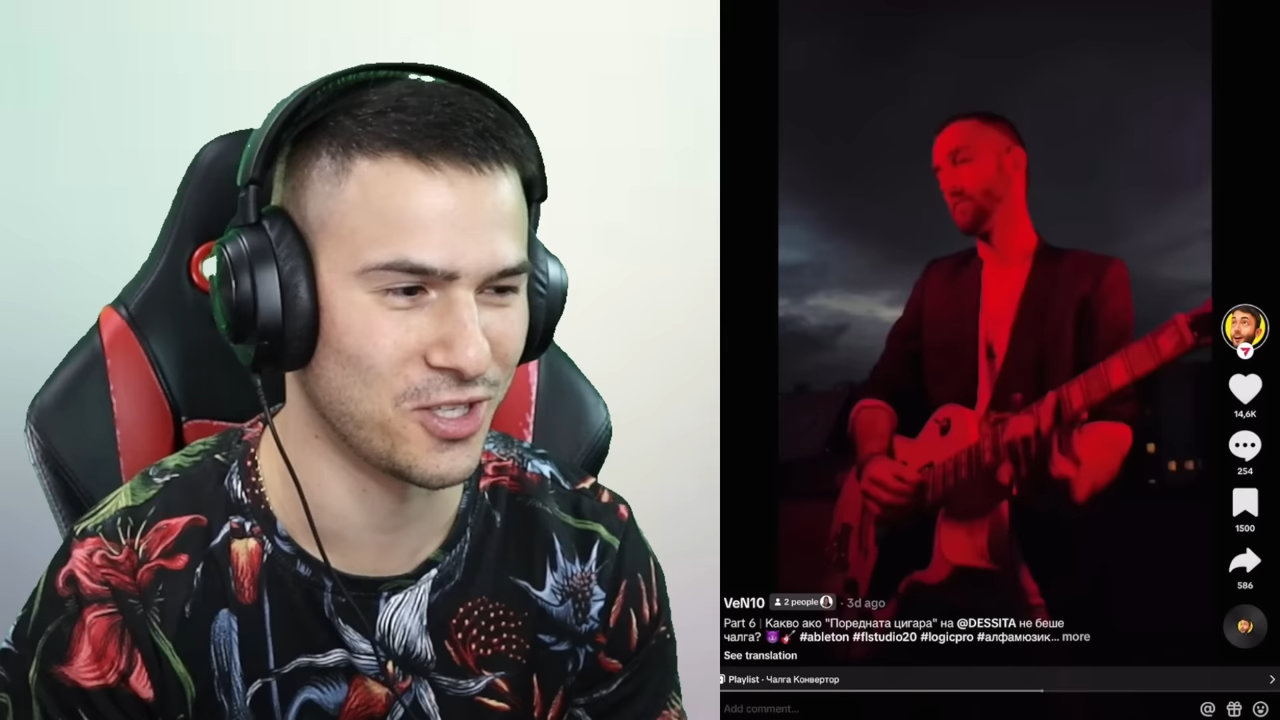 14,6K
254
1500
586
VeN10 2 people · 3d ago
Part 6 | Какво ако "Поредната цигара" на @DESSITA не беше
чалга? 😈🎸 #ableton #flstudio20 #logicpro #алфамюзик... more
See translation
Playlist · Чалга Конвертор
Add comment...